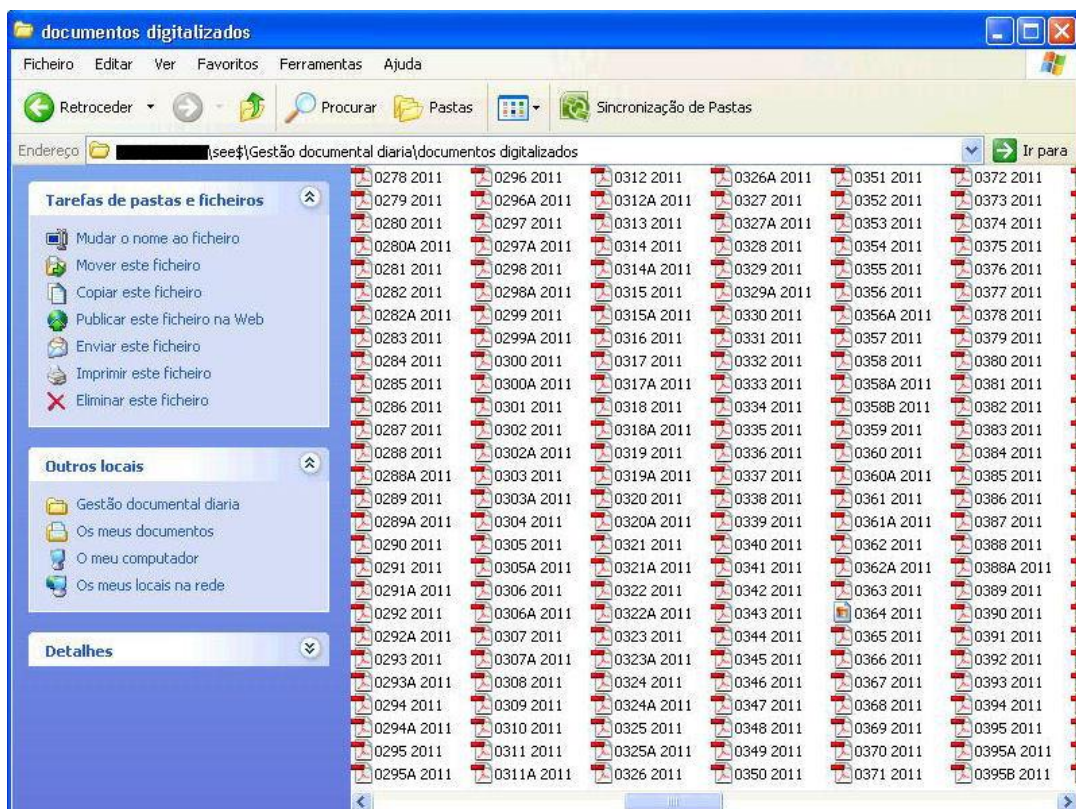 documentos digitalizados
Ficheiro Editar Ver Favoritos Ferramentas Ajuda
Retroceder Procurar Pastas Sincronização de Pastas
Endereço \see$\Gestão documental diaria\documentos digitalizados Ir para
Tarefas de pastas e ficheiros
Mudar o nome ao ficheiro
Mover este ficheiro
Copiar este ficheiro
Publicar este ficheiro na Web
Enviar este ficheiro
Imprimir este ficheiro
Eliminar este ficheiro
Outros locais
Gestão documental diaria
Os meus documentos
O meu computador
Os meus locais na rede
Detalhes
0278 2011
0279 2011
0280 2011
0280A 2011
0281 2011
0282 2011
0282A 2011
0283 2011
0284 2011
0285 2011
0286 2011
0287 2011
0288 2011
0288A 2011
0289 2011
0289A 2011
0290 2011
0291 2011
0291A 2011
0292 2011
0292A 2011
0293 2011
0293A 2011
0294 2011
0294A 2011
0295 2011
0295A 2011
0296 2011
0296A 2011
0297 2011
0297A 2011
0298 2011
0298A 2011
0299 2011
0299A 2011
0300 2011
0300A 2011
0301 2011
0302 2011
0302A 2011
0303 2011
0303A 2011
0304 2011
0305 2011
0305A 2011
0306 2011
0306A 2011
0307 2011
0307A 2011
0308 2011
0309 2011
0310 2011
0311 2011
0311A 2011
0312 2011
0312A 2011
0313 2011
0314 2011
0314A 2011
0315 2011
0315A 2011
0316 2011
0317 2011
0317A 2011
0318 2011
0318A 2011
0319 2011
0319A 2011
0320 2011
0320A 2011
0321 2011
0321A 2011
0322 2011
0322A 2011
0323 2011
0323A 2011
0324 2011
0324A 2011
0325 2011
0325A 2011
0326 2011
0326A 2011
0327 2011
0327A 2011
0328 2011
0329 2011
0329A 2011
0330 2011
0331 2011
0332 2011
0333 2011
0334 2011
0335 2011
0336 2011
0337 2011
0338 2011
0339 2011
0340 2011
0341 2011
0342 2011
0343 2011
0344 2011
0345 2011
0346 2011
0347 2011
0348 2011
0349 2011
0350 2011
0351 2011
0352 2011
0353 2011
0354 2011
0355 2011
0356 2011
0356A 2011
0357 2011
0358 2011
0358A 2011
0358B 2011
0359 2011
0360 2011
0360A 2011
0361 2011
0361A 2011
0362 2011
0362A 2011
0363 2011
0364 2011
0365 2011
0366 2011
0367 2011
0368 2011
0369 2011
0370 2011
0371 2011
0372 2011
0373 2011
0374 2011
0375 2011
0376 2011
0377 2011
0378 2011
0379 2011
0380 2011
0381 2011
0382 2011
0383 2011
0384 2011
0385 2011
0386 2011
0387 2011
0388 2011
0388A 2011
0389 2011
0390 2011
0391 2011
0392 2011
0393 2011
0394 2011
0395 2011
0395A 2011
0395B 2011